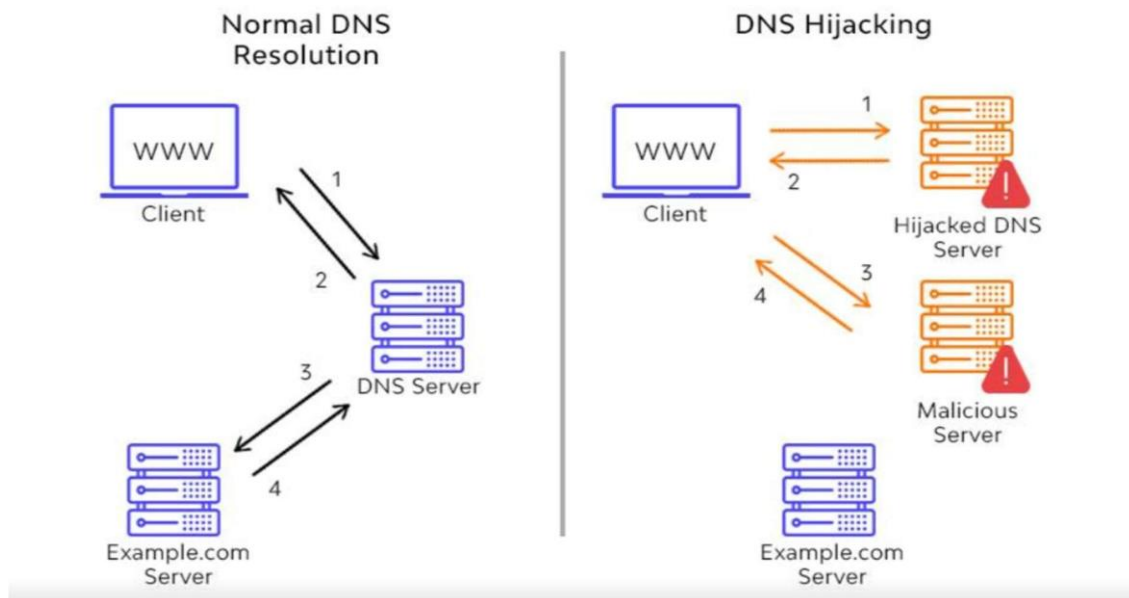 Normal DNS
Resolution
WWW
Client
1
2
DNS Server
3
4
Example.com
Server
DNS Hijacking
WWW
Client
1
2
Hijacked DNS
Server
3
4
Malicious
Server
Example.com
Server